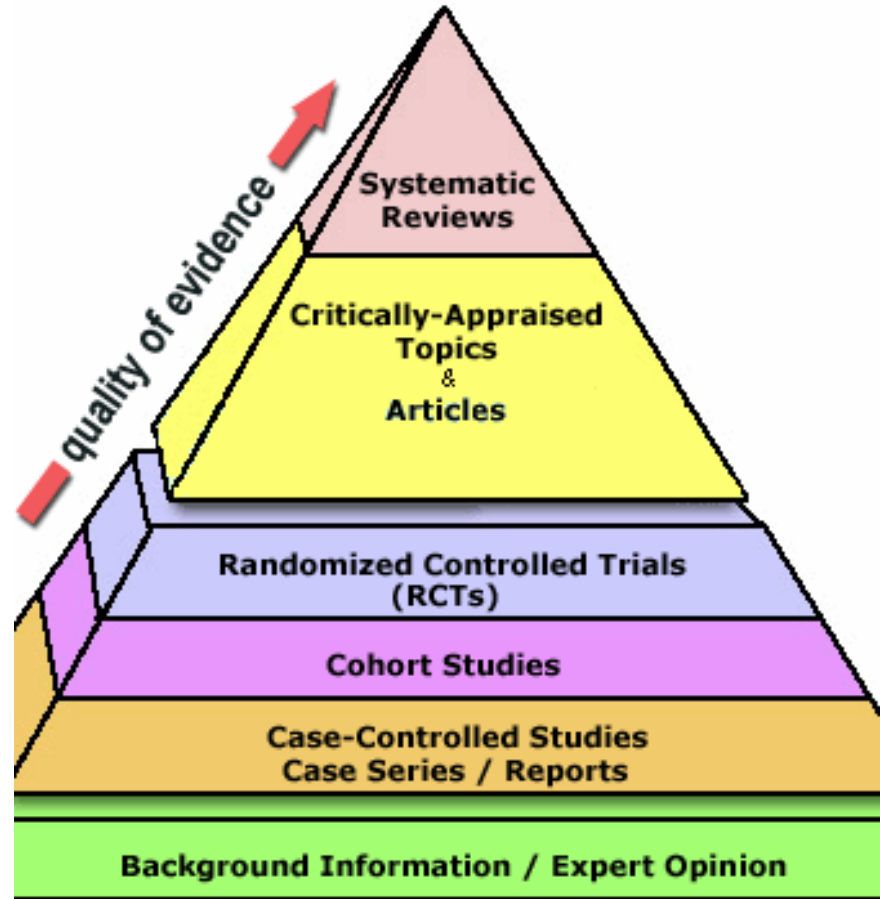 quality of evidence
Systematic
Reviews
Critically-Appraised
Topics
&
Articles
Randomized Controlled Trials
(RCTs)
Cohort Studies
Case-Controlled Studies
Case Series / Reports
Background Information / Expert Opinion